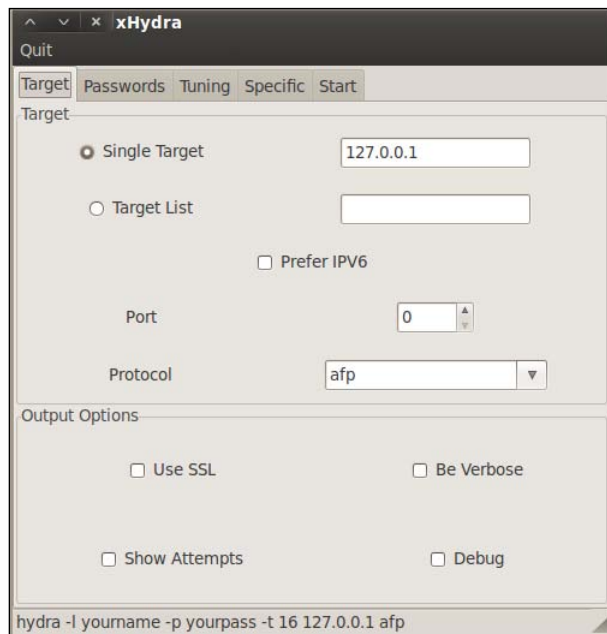 xHydra
Quit
Target Passwords Tuning Specific Start
Target
Single Target 127.0.0.1
Target List
Prefer IPV6
Port 0
Protocol afp
Output Options
Use SSL Be Verbose
Show Attempts Debug
hydra -l yourname -p yourpass -t 16 127.0.0.1 afp